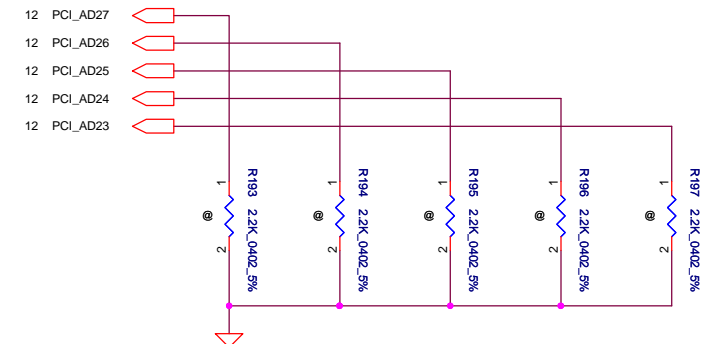 12 PCI_AD27
12 PCI_AD26
12 PCI_AD25
12 PCI_AD24
12 PCI_AD23
1 R193 2.2K_0402_5% @ 2
1 R194 2.2K_0402_5% @ 2
1 R195 2.2K_0402_5% @ 2
1 R196 2.2K_0402_5% @ 2
1 R197 2.2K_0402_5% @ 2